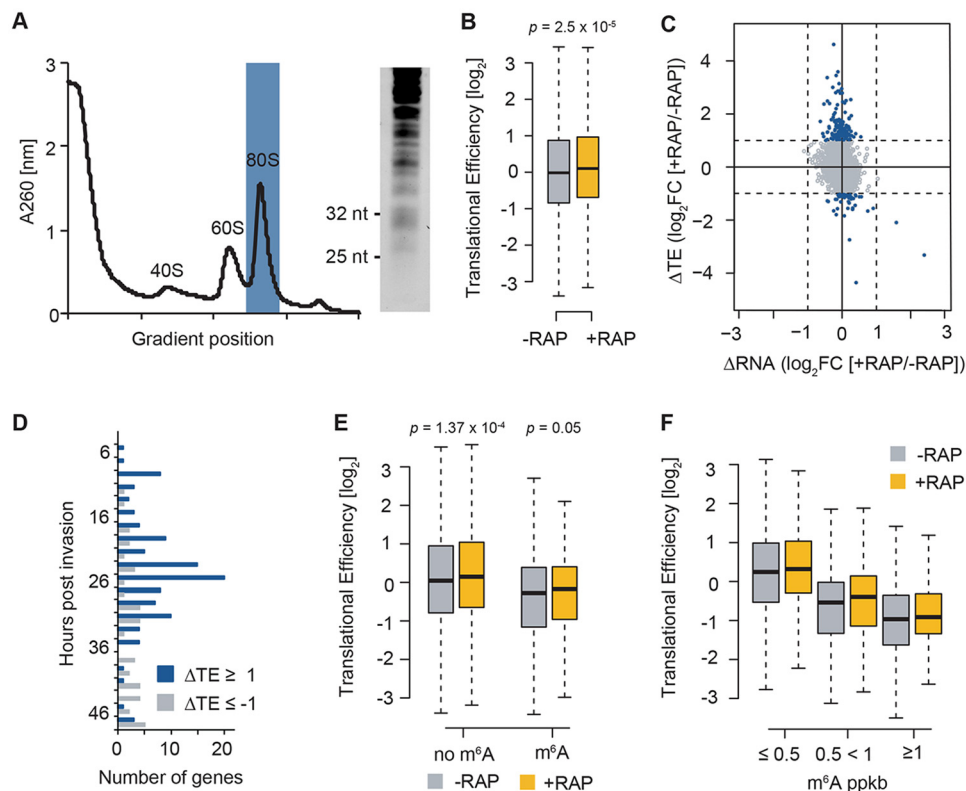 A
3
2
1
0
A260 [nm]
40S
60S
80S
Gradient position
32 nt
25 nt
B
p = 2.5 x 10-5
3
2
1
0
-1
-2
-3
Translational Efficiency [log2]
-RAP +RAP
C
4
2
0
-2
-4
ΔTE (log2FC [+RAP/-RAP])
-3 -1 0 1 3
ΔRNA (log2FC [+RAP/-RAP])
D
6
16
26
36
46
Hours post invasion
ΔTE ≥ 1
ΔTE ≤ -1
0 10 20
Number of genes
E
p = 1.37 x 10-4
p = 0.05
3
2
1
0
-1
-2
-3
Translational Efficiency [log2]
no m6A m6A
-RAP +RAP
F
-RAP
+RAP
3
2
1
0
-1
-2
-3
Translational Efficiency [log2]
≤ 0.5 0.5 < 1 ≥1
m6A ppkb